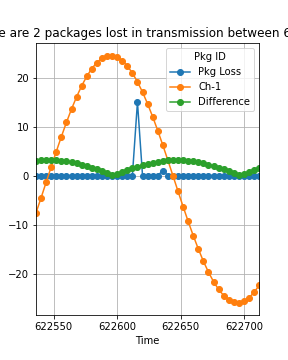 e are 2 packages lost in transmission between 6
Pkg ID
Pkg Loss
Ch-1
Difference
20
10
0
−10
−20
622550 622600 622650 622700
Time